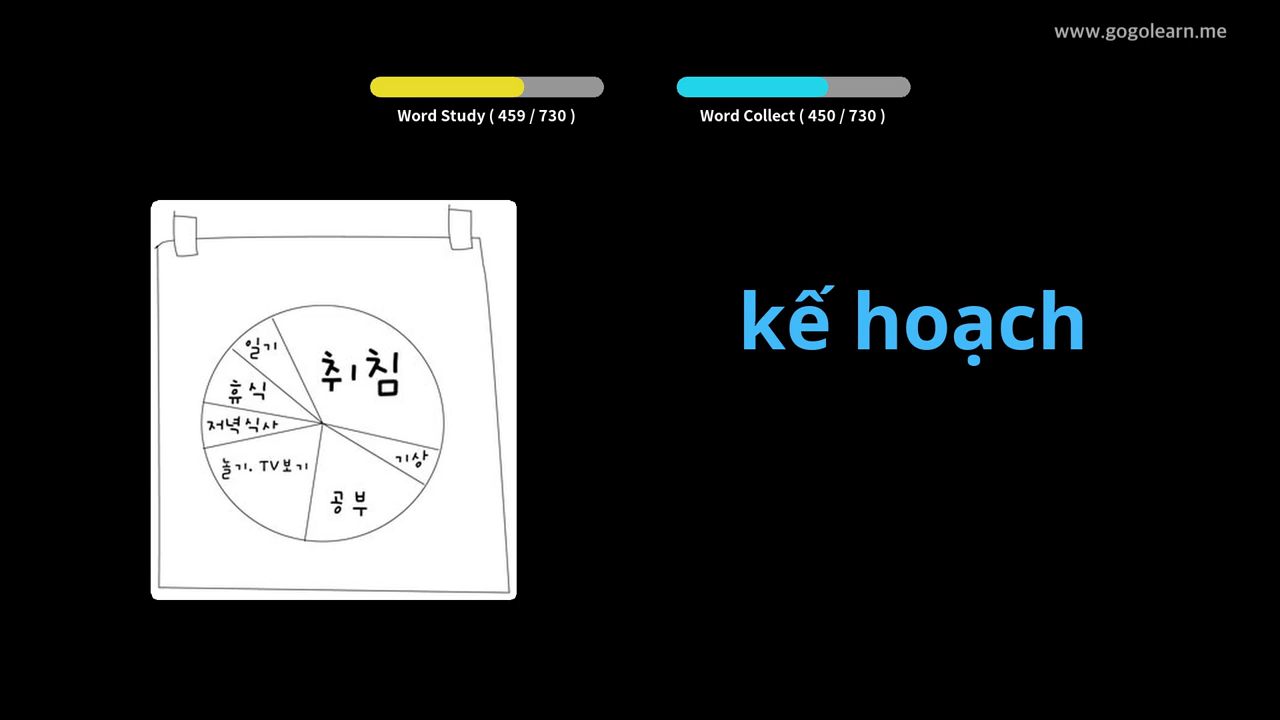 www.gogolearn.me
Word Study ( 459 / 730 )
Word Collect ( 450 / 730 )
kế hoạch
일기
취침
휴식
저녁식사
놀기. TV보기
기상
공부